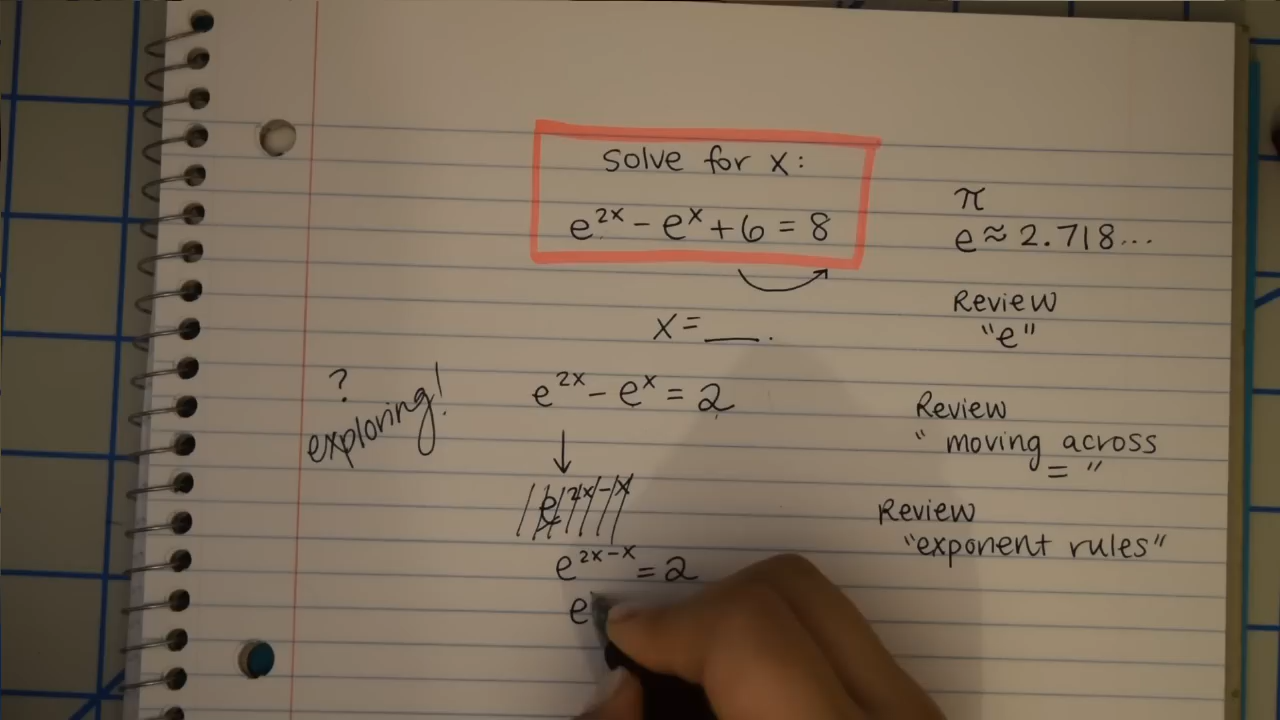 Solve for x:
e^{2x} - e^x + 6 = 8
π
e ≈ 2.718...
Review
"e"
x = ___.
?
exploring!
e^{2x} - e^x = 2
↓
Review
"moving across
="
e^{2x-x}
Review
"exponent rules"
e^{2x-x} = 2
e